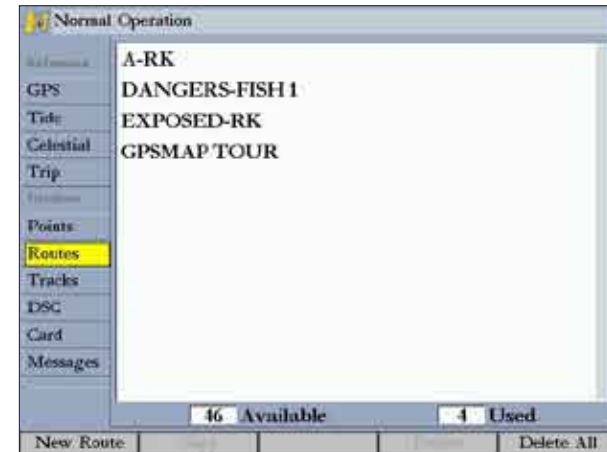 Normal Operation
Reference
GPS
Tide
Celestial
Trip
Points
Routes
Tracks
DSC
Card
Messages
A-RK
DANGERS-FISH 1
EXPOSED-RK
GPSMAP TOUR
46 Available
4 Used
New Route
Delete All